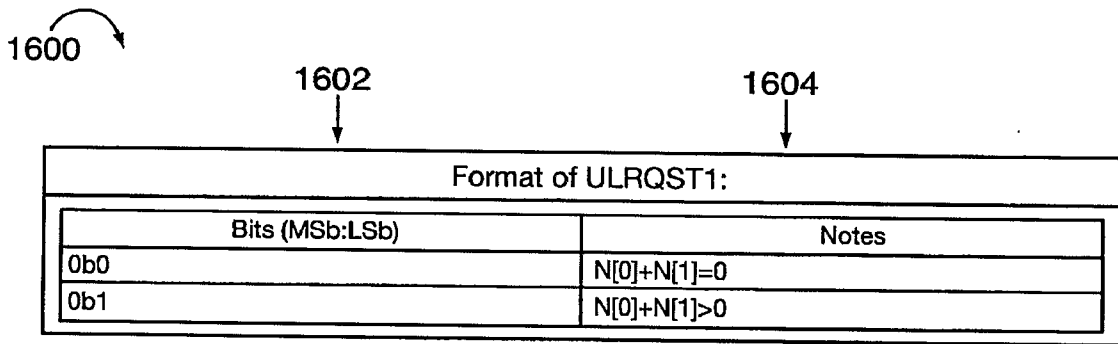 1600
1602 1604
Format of ULRQST1:
Bits (MSb:LSb) Notes
0b0 N[0]+N[1]=0
0b1 N[0]+N[1]>0